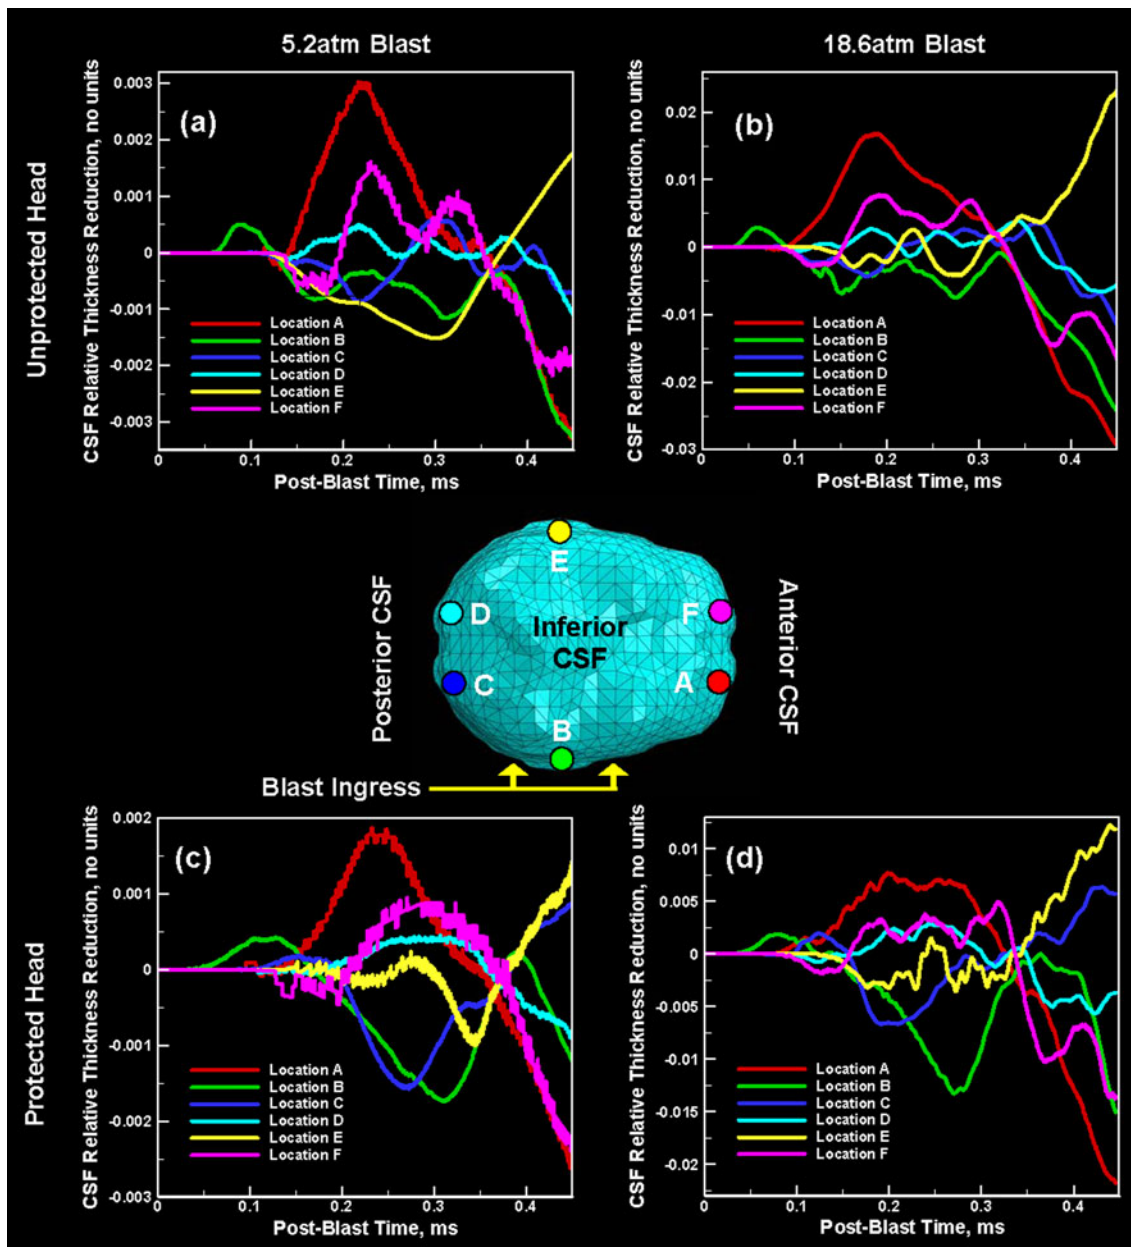 5.2atm Blast
18.6atm Blast
Unprotected Head
CSF Relative Thickness Reduction, no units
0.003
0.002
0.001
0
-0.001
-0.002
-0.003
(a)
Location A
Location B
Location C
Location D
Location E
Location F
0
0.1
0.2
0.3
0.4
Post-Blast Time, ms
CSF Relative Thickness Reduction, no units
0.02
0.01
0
-0.01
-0.02
-0.03
(b)
Location A
Location B
Location C
Location D
Location E
Location F
0
0.1
0.2
0.3
0.4
Post-Blast Time, ms
Posterior CSF
E
D
F
Inferior
CSF
C
A
B
Anterior CSF
Blast Ingress
Protected Head
CSF Relative Thickness Reduction, no units
0.002
0.001
0
-0.001
-0.002
-0.003
(c)
Location A
Location B
Location C
Location D
Location E
Location F
0
0.1
0.2
0.3
0.4
Post-Blast Time, ms
CSF Relative Thickness Reduction, no units
0.01
0.005
0
-0.005
-0.01
-0.015
-0.02
(d)
Location A
Location B
Location C
Location D
Location E
Location F
0
0.1
0.2
0.3
0.4
Post-Blast Time, ms